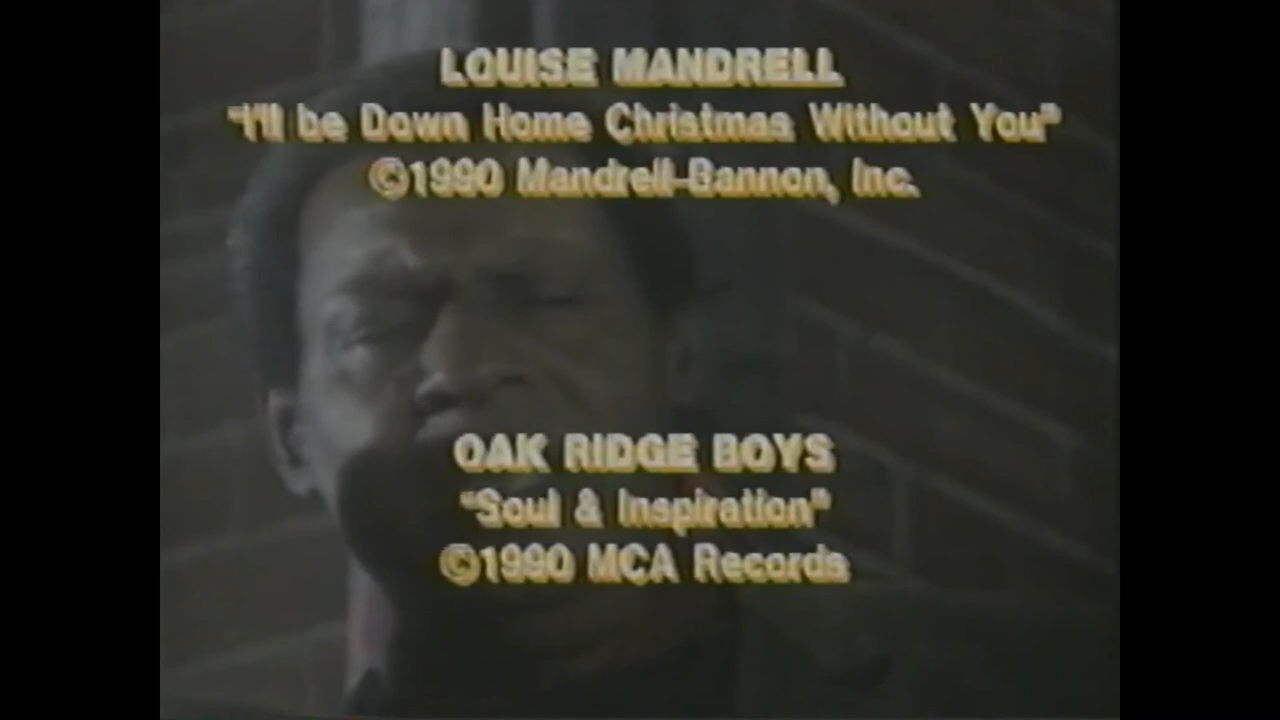 LOUISE MANDRELL
"I'll be Down Home Christmas Without You"
©1990 Mandrell-Bannon, Inc.
OAK RIDGE BOYS
"Soul & Inspiration"
©1990 MCA Records